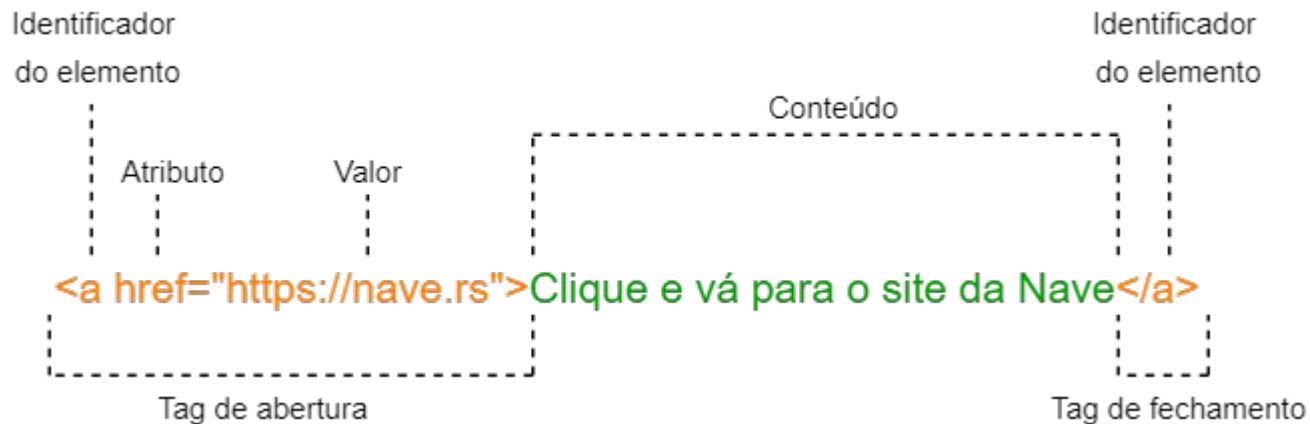 Identificador
do elemento
Identificador
do elemento
Conteúdo
Atributo
Valor
<a href="https://nave.rs">Clique e vá para o site da Nave</a>
Tag de abertura
Tag de fechamento